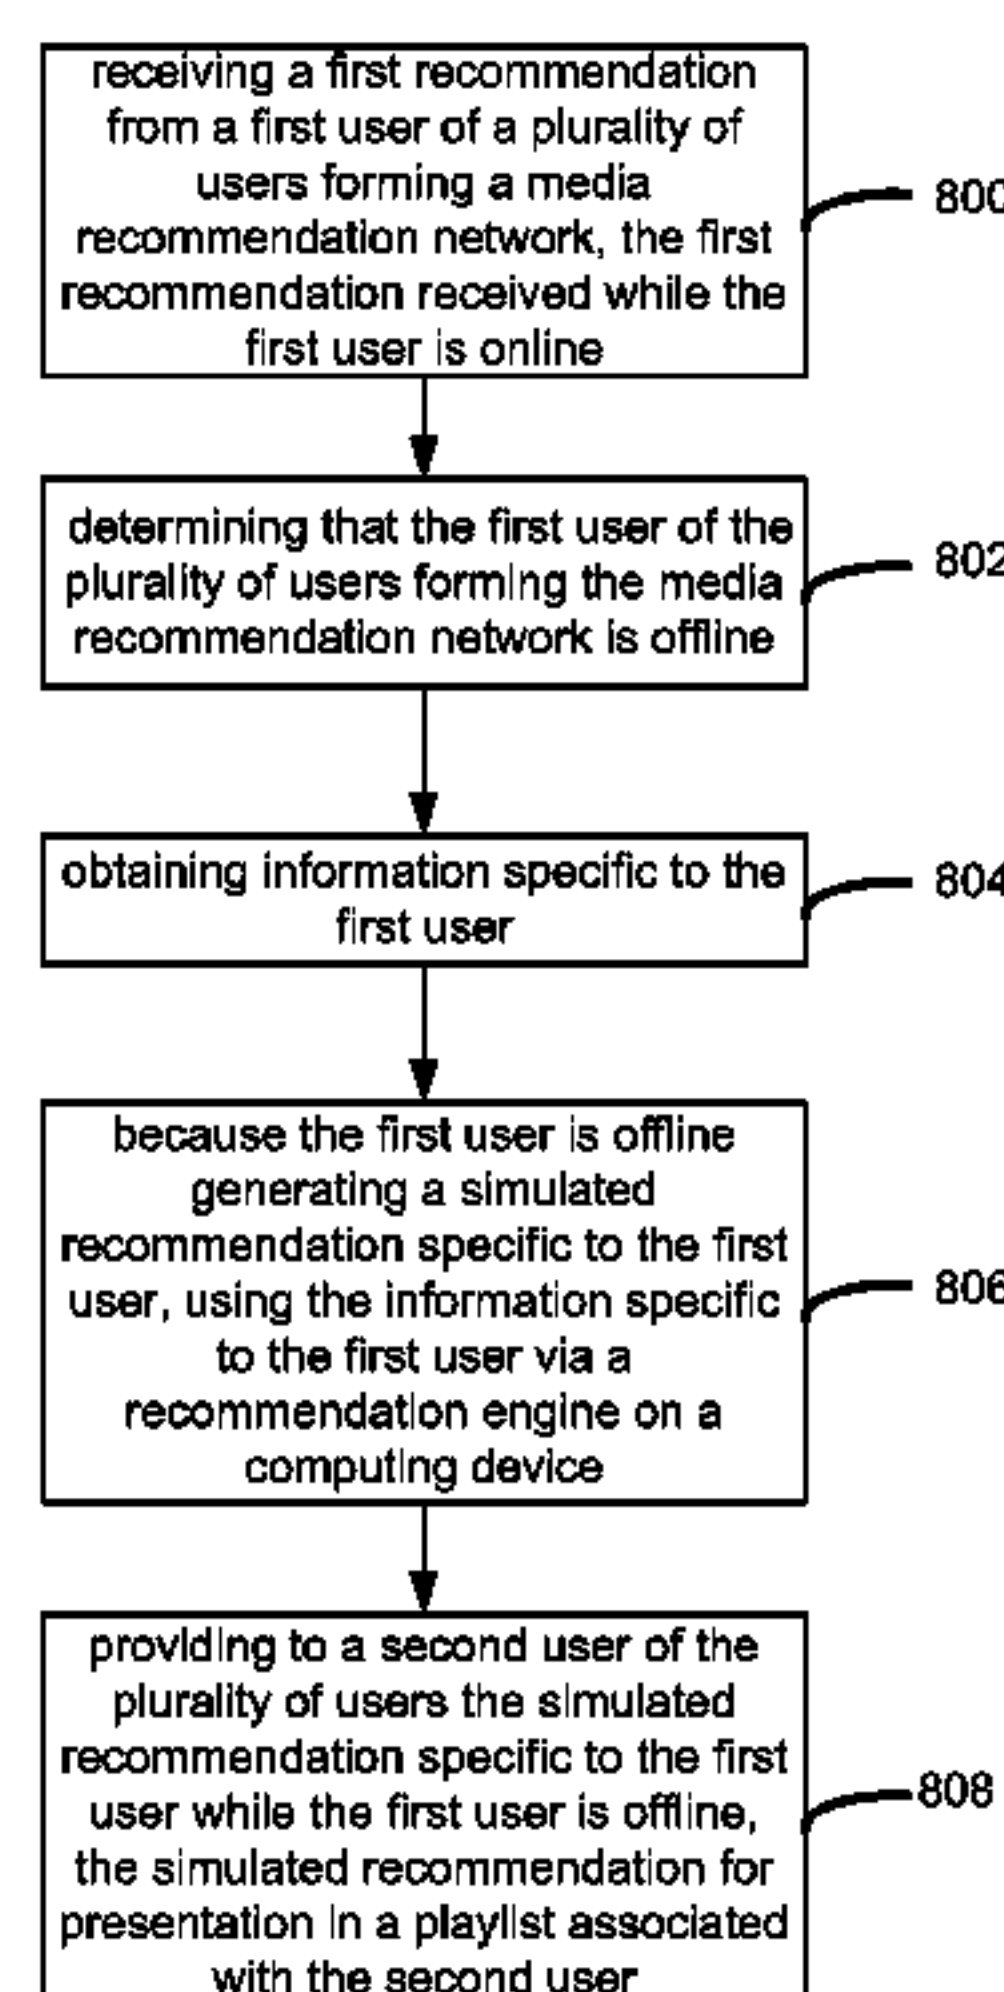 receiving a first recommendation
from a first user of a plurality of
users forming a media
recommendation network, the first
recommendation received while the
first user is online
800
determining that the first user of the
plurality of users forming the media
recommendation network is offline
802
obtaining information specific to the
first user
804
because the first user is offline
generating a simulated
recommendation specific to the first
user, using the information specific
to the first user via a
recommendation engine on a
computing device
806
providing to a second user of the
plurality of users the simulated
recommendation specific to the first
user while the first user is offline,
the simulated recommendation for
presentation in a playlist associated
with the second user
808